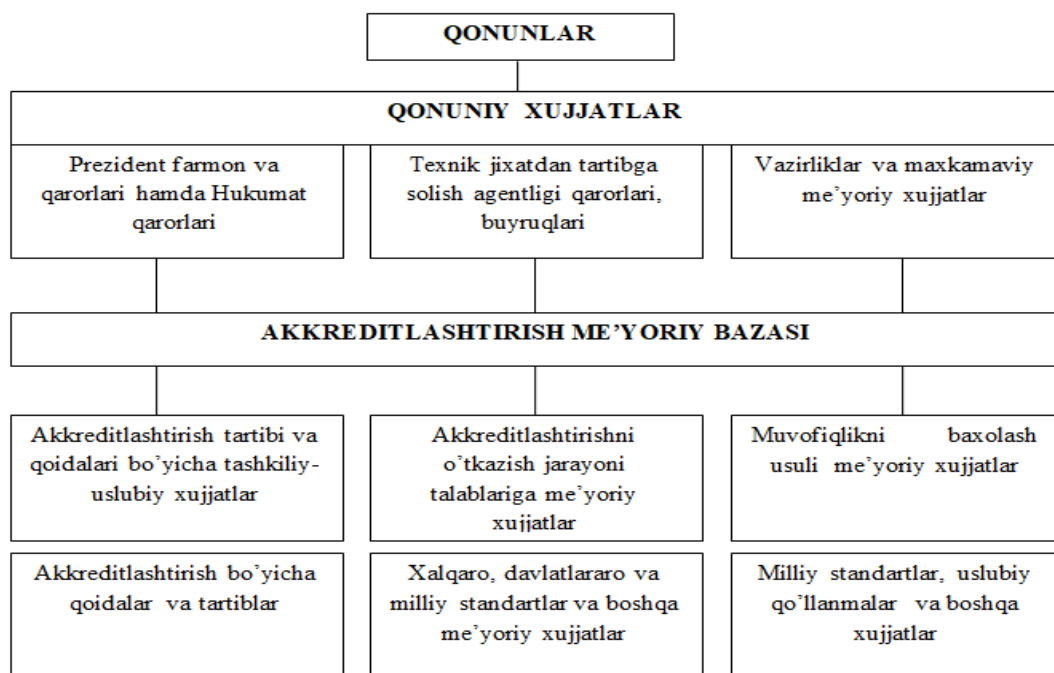 QONUNLAR
QONUNIY XUJJATLAR
Prezident farmon va
qarorlari hamda Hukumat
qarorlari
Texnik jixatdan tartibga
solish agentligi qarorlari,
buyruqlari
Vazirliklar va maxkamaviy
me’yoriy xujjatlar
AKKREDITLASHTIRISH ME’YORIY BAZASI
Akkreditlashtirish tartibi va
qoidalari bo’yicha tashkiliy-
uslubiy xujjatlar
Akkreditlashtirishni
o’tkazish jarayoni
talablariga me’yoriy
xujjatlar
Muvofiqlikni baxolash
usuli me’yoriy xujjatlar
Akkreditlashtirish bo’yicha
qoidalar va tartiblar
Xalqaro, davlatlararo va
milliy standartlar va boshqa
me’yoriy xujjatlar
Milliy standartlar, uslubiy
qo’llanmalar va boshqa
xujjatlar